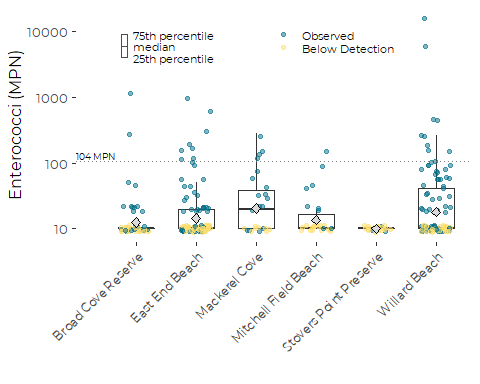 Enterococci (MPN)
10000
1000
100
10
75th percentile
median
25th percentile
Observed
Below Detection
104 MPN
Broad Cove Reserve
East End Beach
Mackerel Cove
Mitchell Field Beach
Stovers Point Preserve
Willard Beach